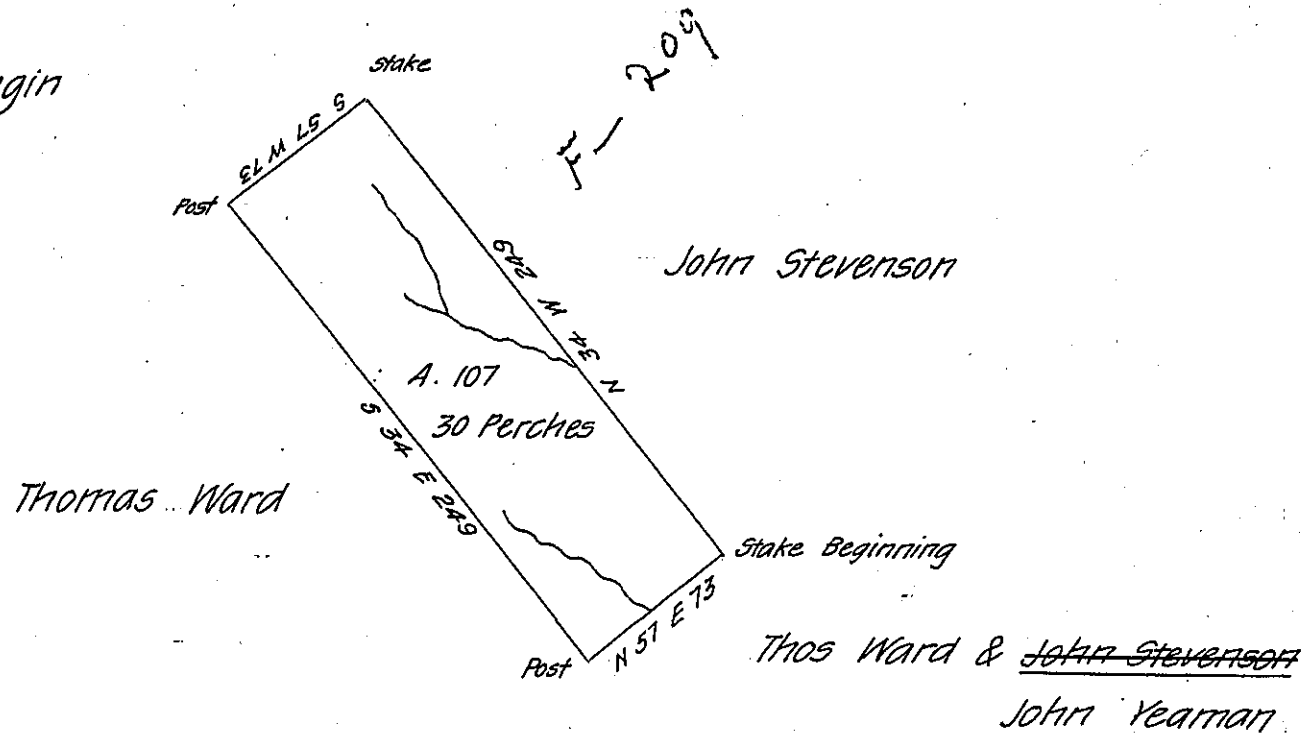 gin
Stake
S 57 W 73
Post
F - 209
N 34 W 249
John Stevenson
A. 107
30 Perches
S 34 E 249
Thomas Ward
Stake Beginning
N 57 E 73
Post
Thos Ward & John Stevenson
John Yeaman